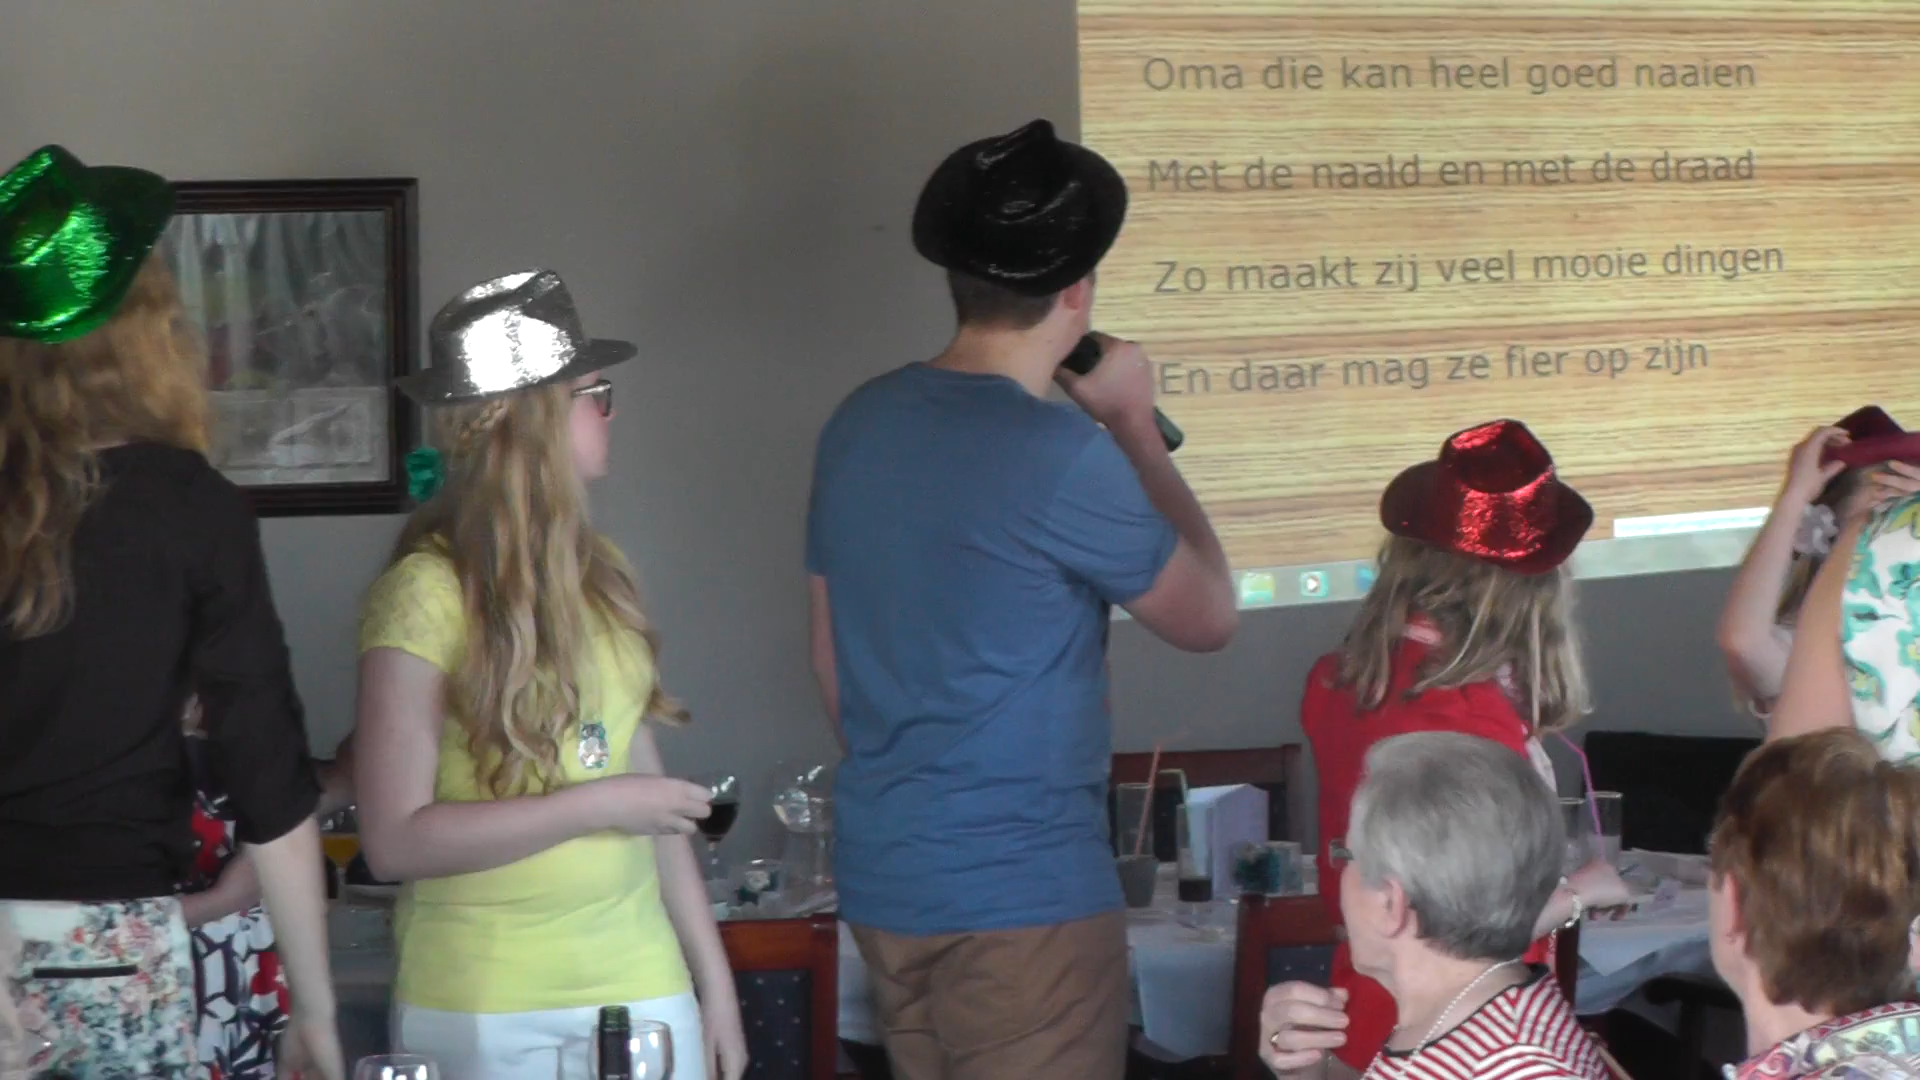 Oma die kan heel goed naaien
Met de naald en met de draad
Zo maakt zij veel mooie dingen
En daar mag ze fier op zijn